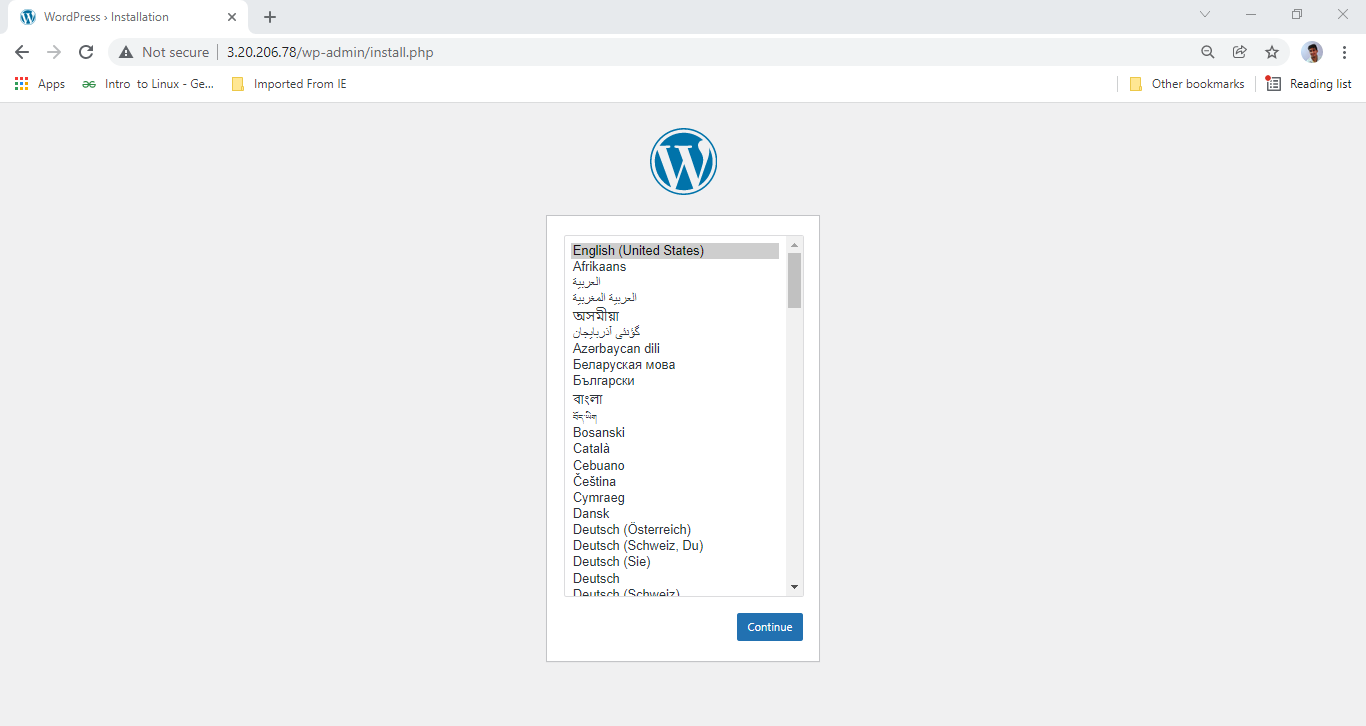 WordPress › Installation
Not secure 3.20.206.78/wp-admin/install.php
Apps Intro to Linux - Ge... Imported From IE Other bookmarks Reading list
English (United States)
Afrikaans
العربية
العربية المغربية
অসমীয়া
گؤنئی آذربایجان
Azərbaycan dili
Беларуская мова
Български
বাংলা
བོད་ཡིག
Bosanski
Català
Cebuano
Čeština
Cymraeg
Dansk
Deutsch (Österreich)
Deutsch (Schweiz, Du)
Deutsch (Sie)
Deutsch
Deutsch (Schweiz)
Continue